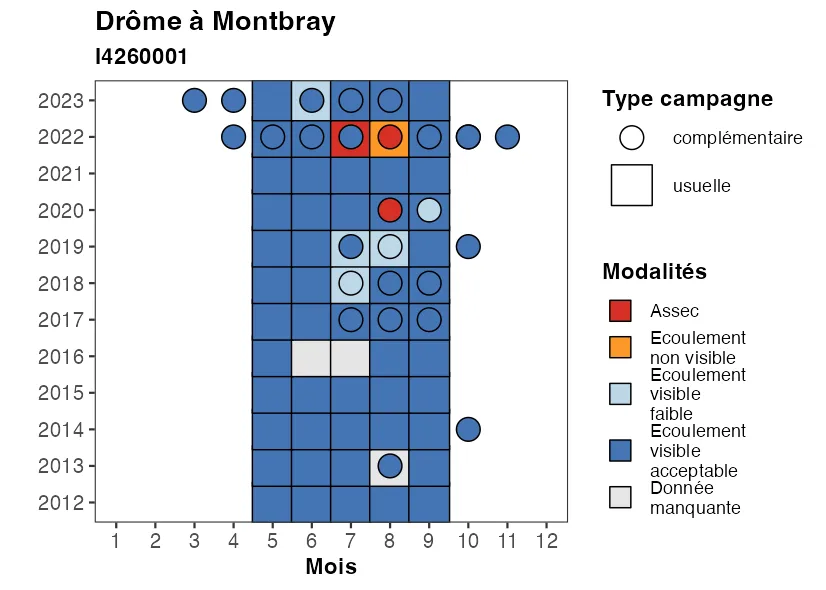 Drôme à Montbray
I4260001
2023
2022
2021
2020
2019
2018
2017
2016
2015
2014
2013
2012
1 2 3 4 5 6 7 8 9 10 11 12
Mois
Type campagne
complémentaire
usuelle
Modalités
Assec
Ecoulement
non visible
Ecoulement
visible
faible
Ecoulement
visible
acceptable
Donnée
manquante